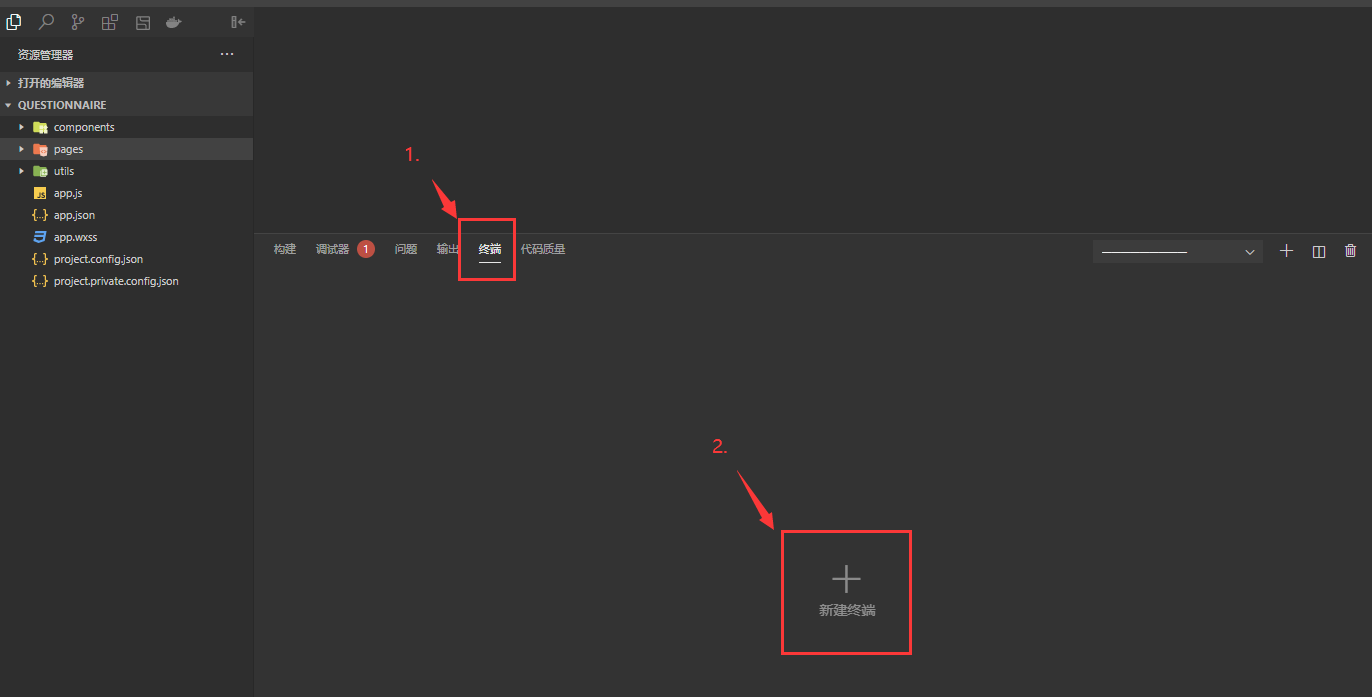 资源管理器
打开的编辑器
QUESTIONNAIRE
components
pages
utils
app.js
app.json
app.wxss
project.config.json
project.private.config.json
1.
构建 调试器 1 问题 输出 终端 代码质量
2.
新建终端